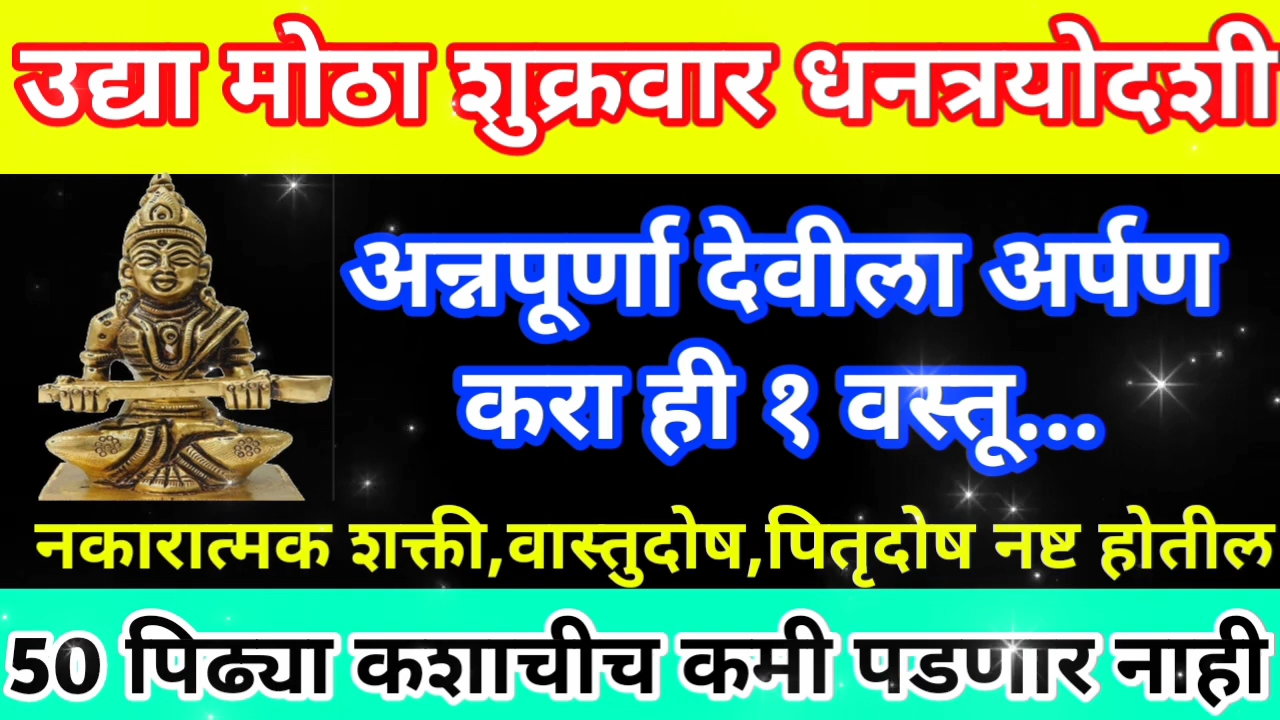 उद्या मोठा शुक्रवार धनत्रयोदशी
अन्नपूर्णा देवीला अर्पण
करा ही १ वस्तू...
नकारात्मक शक्ती,वास्तुदोष,पितृदोष नष्ट होतील
50 पिढ्या कशाचीच कमी पडणार नाही